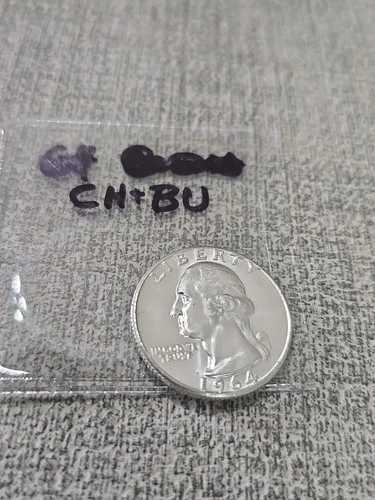 CH+BU
LIBERTY
IN GOD WE
TRUST
1964